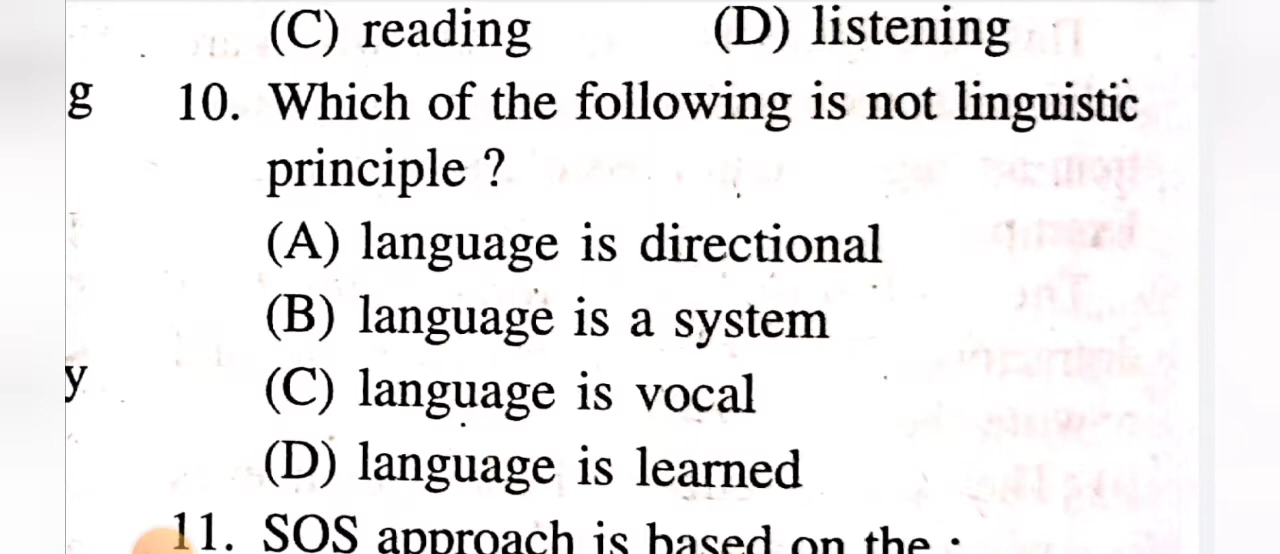 (C) reading (D) listening
g 10. Which of the following is not linguistic
principle ?
(A) language is directional
(B) language is a system
y (C) language is vocal
(D) language is learned
11. SOS approach is based on the :